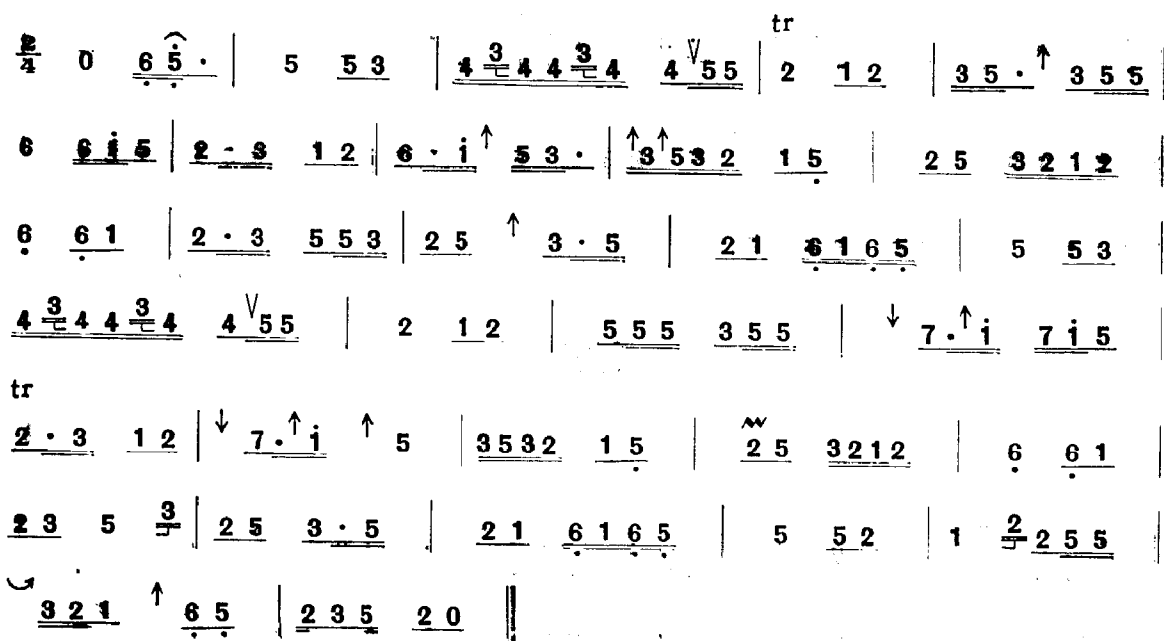 tr
2/4 0 6̣ 5̣ · | 5 5 3 | 4 3 4 4 3 4 4 V 5 5 | 2 1 2 | 3 5 · ↑ 3 5 5 |
6 6 i 5 | 2 · 3 1 2 | 6 · i ↑ 5 3 · | ↑ 3 ↑ 5 3 2 1 5̣ | 2 5 3 2 1 2 |
6̣ 6̣ 1 | 2 · 3 5 5 3 | 2 5 ↑ 3 · 5 | 2 1 6̣ 1 6̣ 5̣ | 5 5 3 |
4 3 4 4 3 4 4 V 5 5 | 2 1 2 | 5 5 5 3 5 5 | ↓ 7 · ↑ i 7 i 5 |
tr
2 · 3 1 2 | ↓ 7 · ↑ i ↑ 5 | 3 5 3 2 1 5̣ | 2 5 3 2 1 2 | 6̣ 6̣ 1 |
2 3 5 3 | 2 5 3 · 5 | 2 1 6̣ 1 6̣ 5̣ | 5 5 2 | 1 2 2 5 5 |
3 2 1 ↑ 6̣ 5̣ | 2 3 5 2 0 ‖